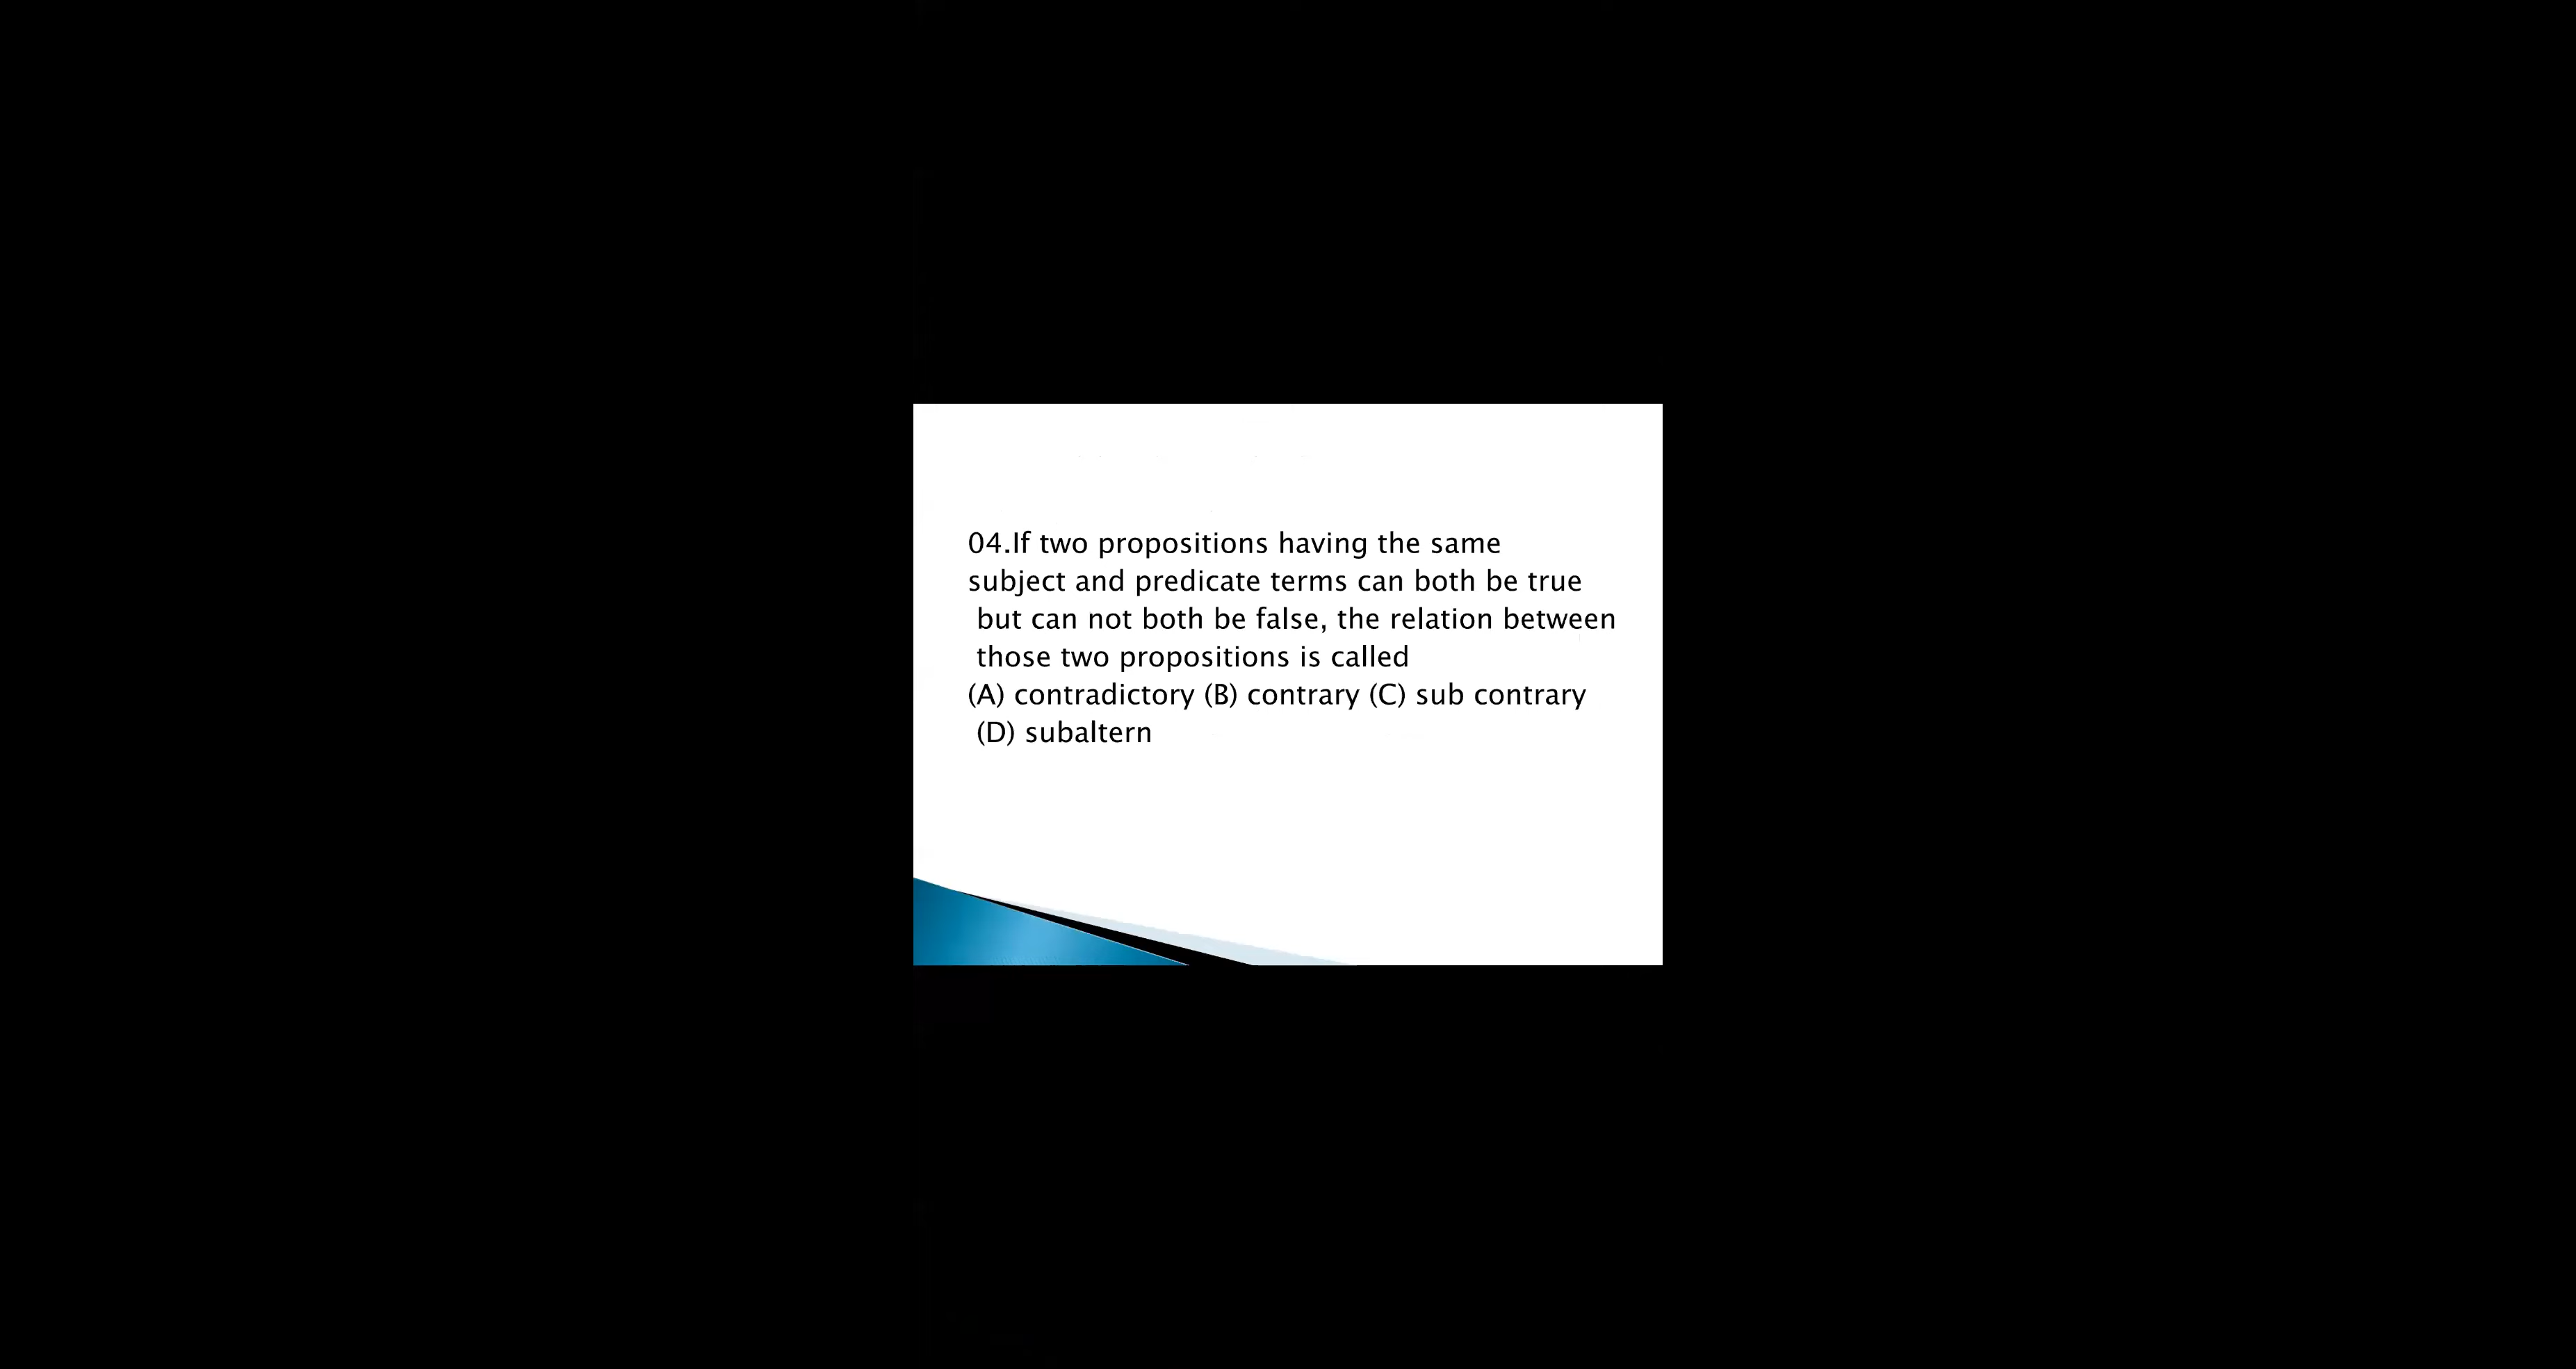 04.If two propositions having the same
subject and predicate terms can both be true
but can not both be false, the relation between
those two propositions is called
(A) contradictory (B) contrary (C) sub contrary
(D) subaltern